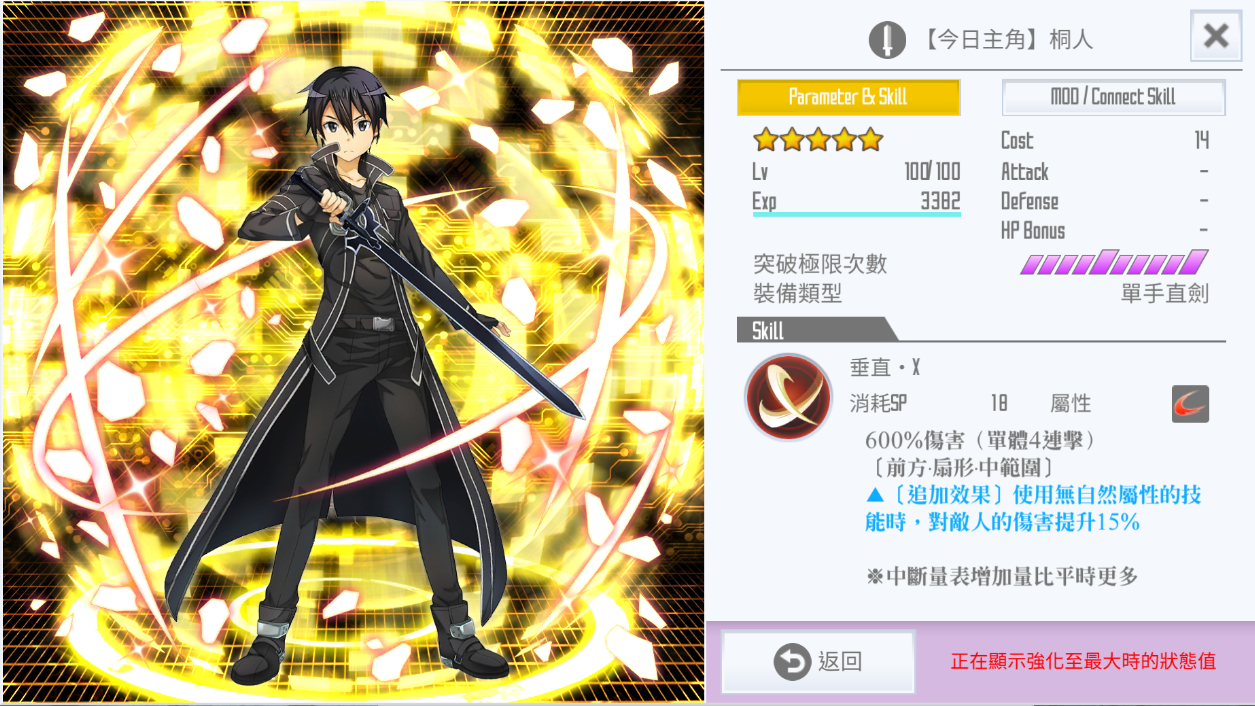 【今日主角】桐人
Parameter & Skill
MOD / Connect Skill
Lv 100/100
Exp 3382
Cost 14
Attack -
Defense -
HP Bonus -
突破極限次數
裝備類型 單手直劍
Skill
垂直・X
消耗SP 18 屬性
600%傷害（單體4連擊）
〔前方·扇形·中範圍〕
▲〔追加效果〕使用無自然屬性的技
能時，對敵人的傷害提升15%
※中斷量表增加量比平時更多
返回
正在顯示強化至最大時的狀態值